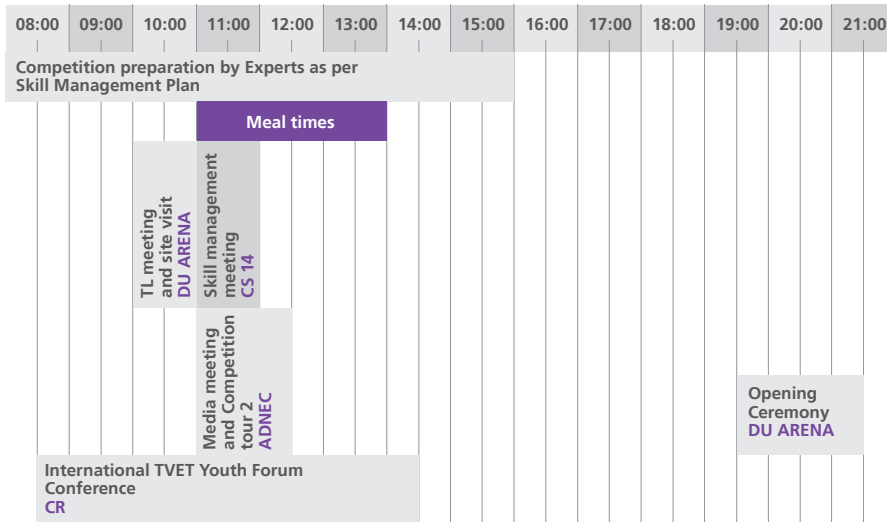 08:00 09:00 10:00 11:00 12:00 13:00 14:00 15:00 16:00 17:00 18:00 19:00 20:00 21:00
Competition preparation by Experts as per
Skill Management Plan
Meal times
TL meeting
and site visit
DU ARENA
Skill management
meeting
CS 14
Media meeting
and Competition
tour 2
ADNEC
Opening
Ceremony
DU ARENA
International TVET Youth Forum
Conference
CR